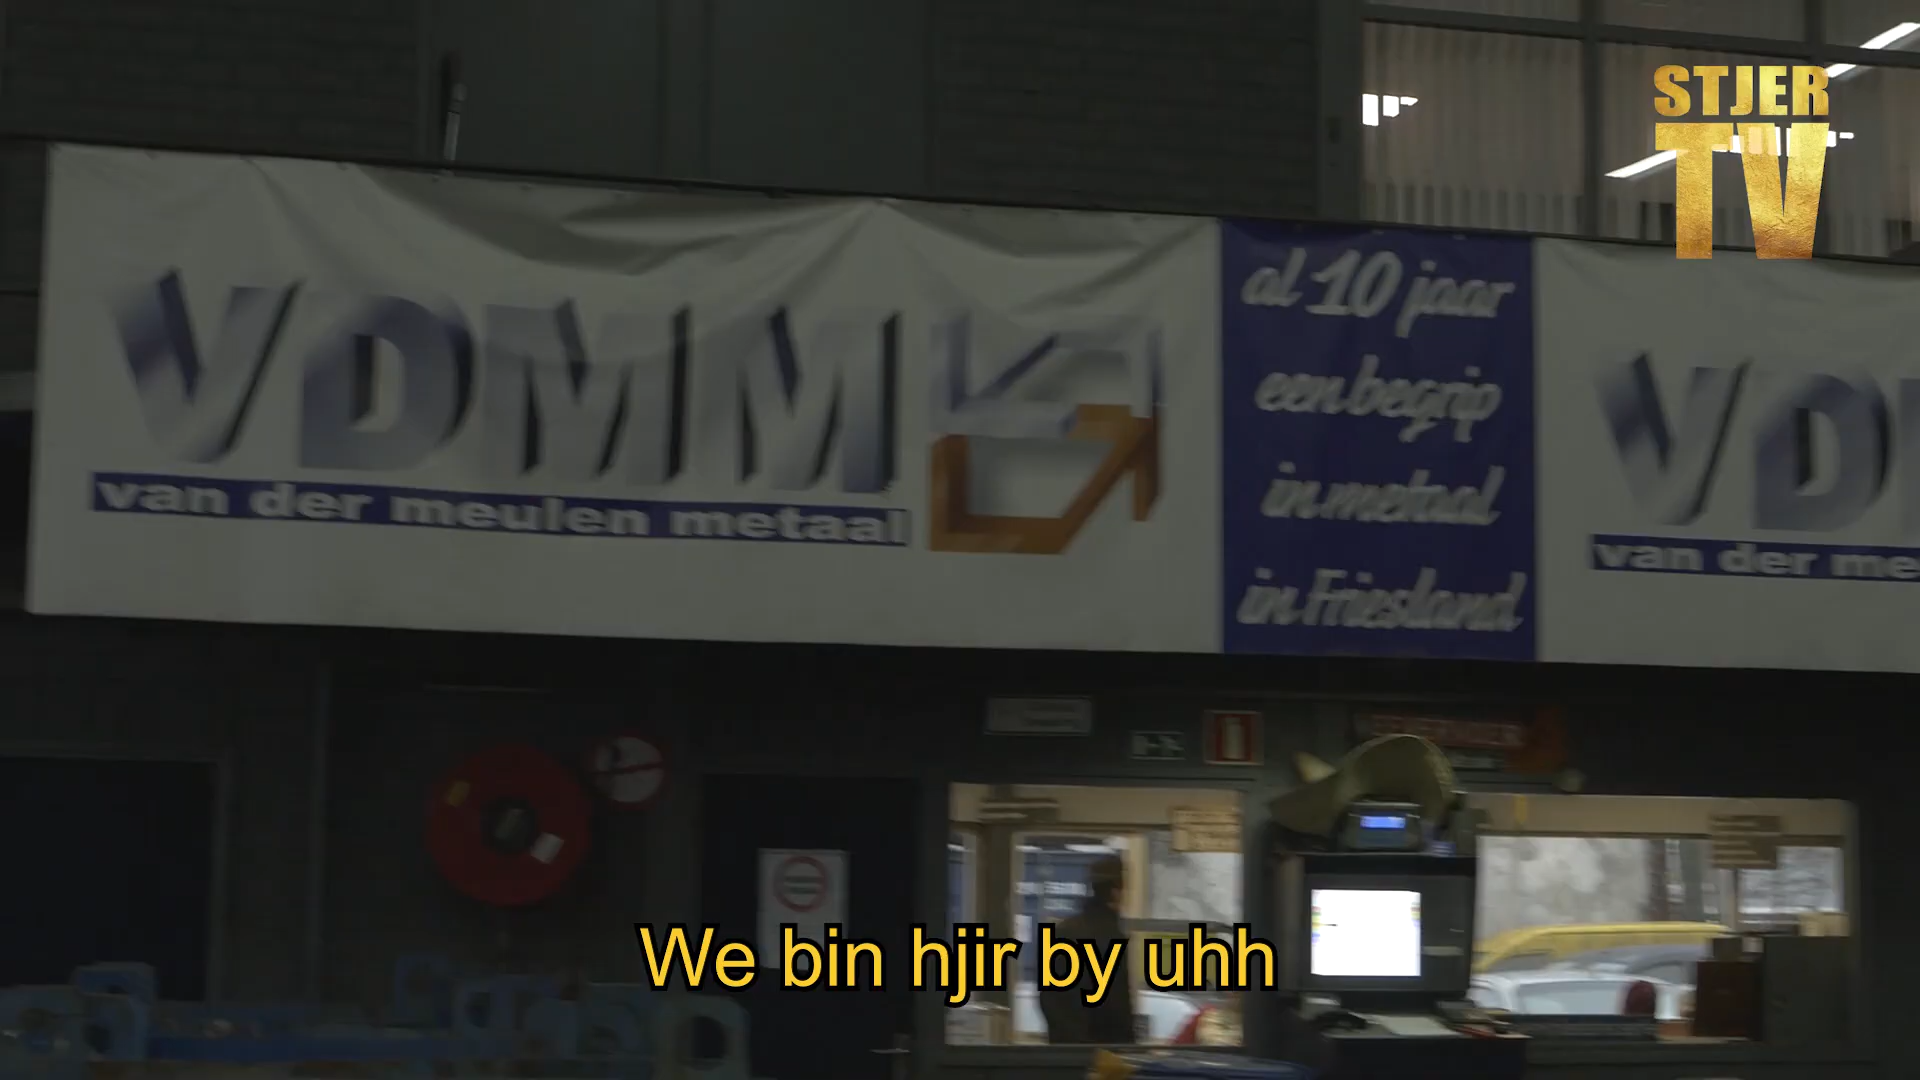 STJER
TV
VDMM
van der meulen metaal
al 10 jaar
een begrip
in metaal
in Friesland
VD
van der me
We bin hjir by uhh